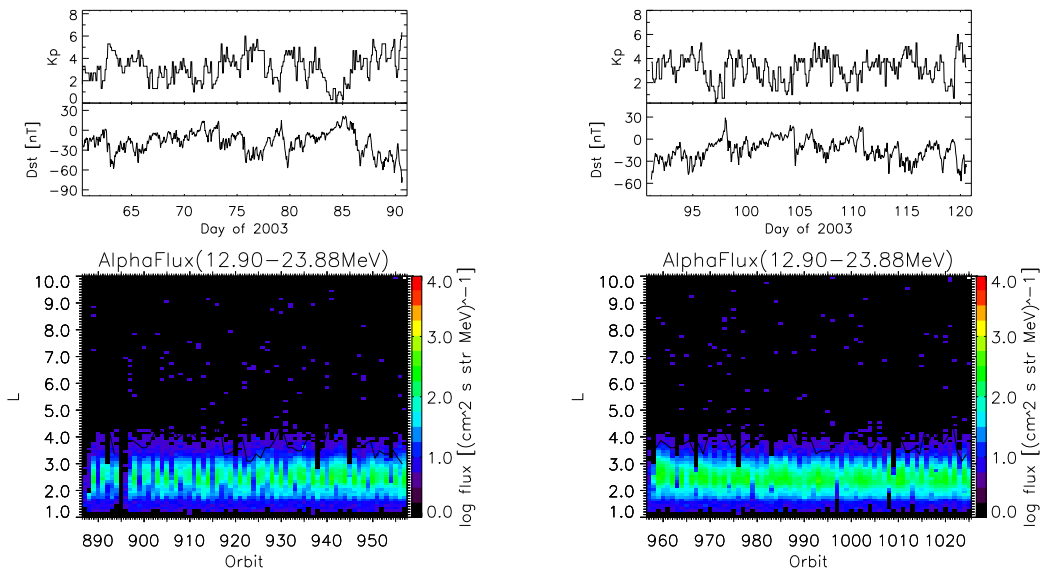 8
6
4
2
0
Kp
30
0
-30
-60
-90
Dst [nT]
65 70 75 80 85 90
Day of 2003
AlphaFlux(12.90-23.88MeV)
10.0
9.0
8.0
7.0
6.0
5.0
4.0
3.0
2.0
1.0
L
890 900 910 920 930 940 950
Orbit
4.0
3.0
2.0
1.0
0.0
log flux [(cm^2 s str MeV)^-1]
8
6
4
2
0
Kp
30
0
-30
-60
Dst [nT]
95 100 105 110 115 120
Day of 2003
AlphaFlux(12.90-23.88MeV)
10.0
9.0
8.0
7.0
6.0
5.0
4.0
3.0
2.0
1.0
L
960 970 980 990 1000 1010 1020
Orbit
4.0
3.0
2.0
1.0
0.0
log flux [(cm^2 s str MeV)^-1]